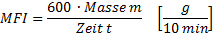 MFI = 600 · Masse m / Zeit t [g / 10 min]